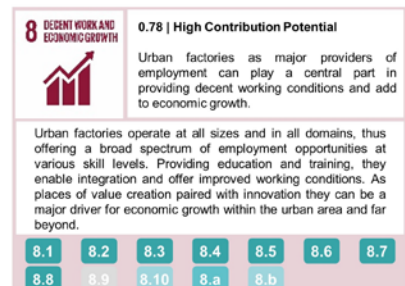 8 DECENT WORK AND
ECONOMIC GROWTH
0.78 | High Contribution Potential
Urban factories as major providers of
employment can play a central part in
providing decent working conditions and add
to economic growth.
Urban factories operate at all sizes and in all domains, thus
offering a broad spectrum of employment opportunities at
various skill levels. Providing education and training, they
enable integration and offer improved working conditions. As
places of value creation paired with innovation they can be a
major driver for economic growth within the urban area and far
beyond.
8.1 8.2 8.3 8.4 8.5 8.6 8.7
8.8 8.9 8.10 8.a 8.b